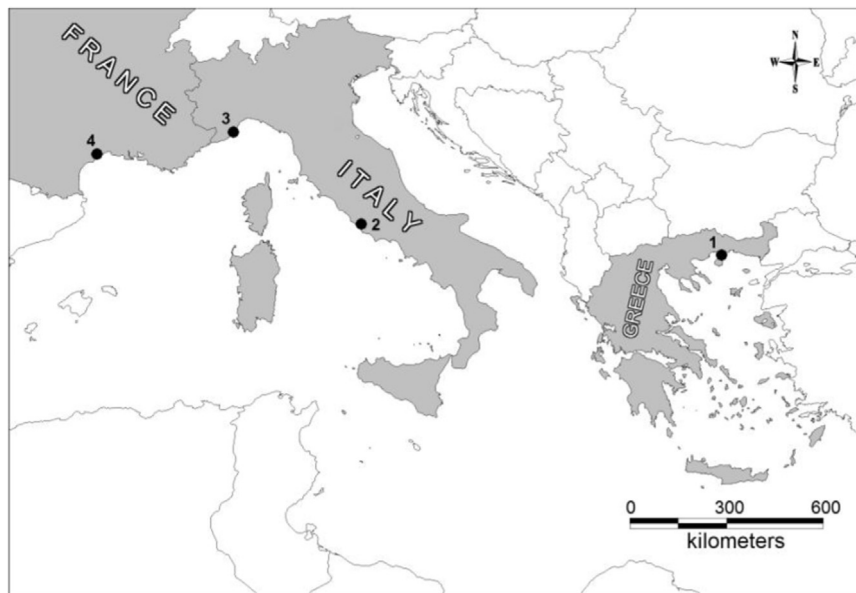 FRANCE
N
W E
S
3
4
ITALY
2
1
GREECE
0 300 600
kilometers